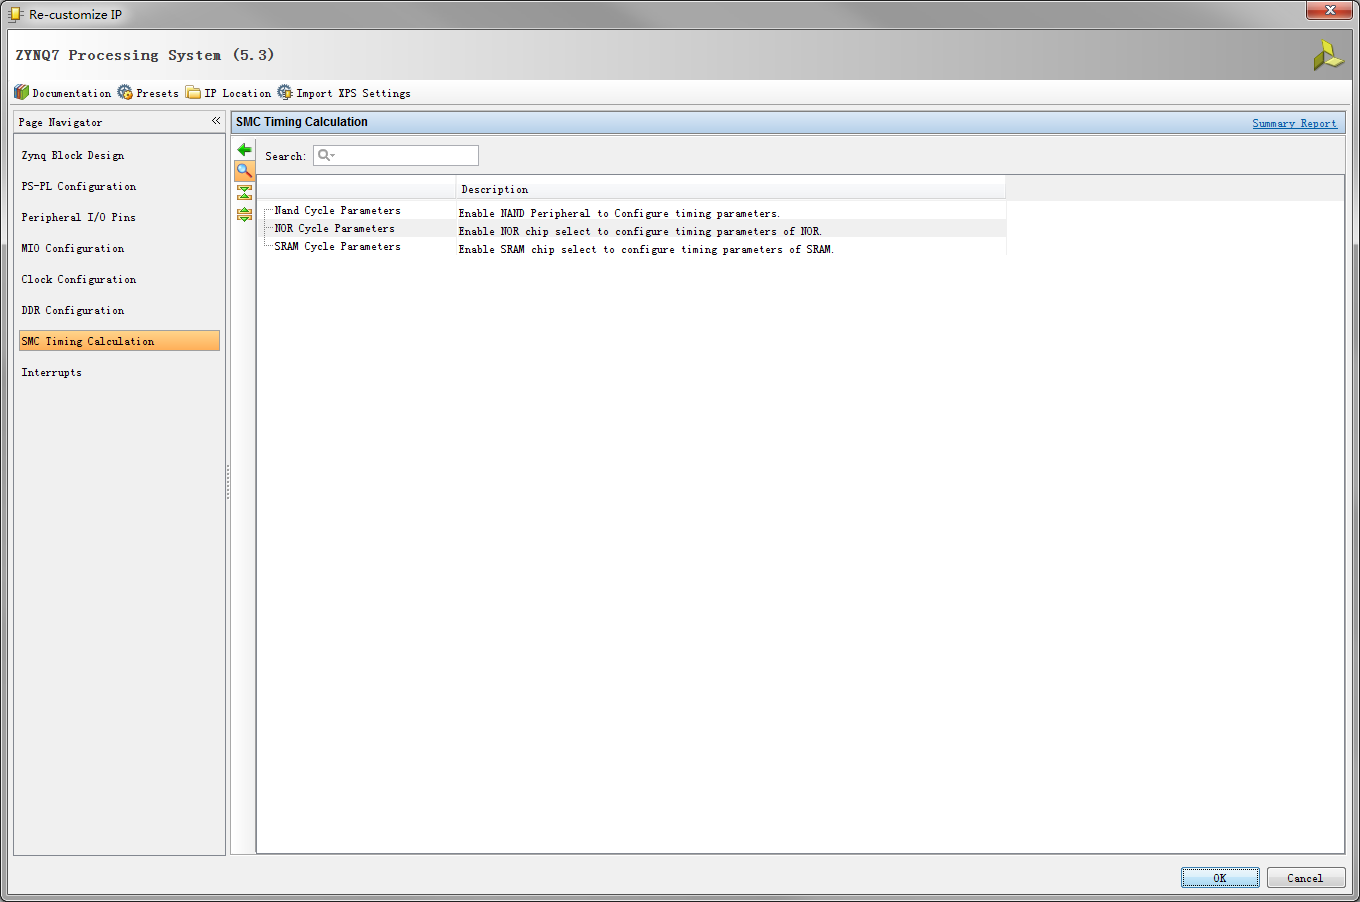 Re-customize IP
ZYNQ7 Processing System (5.3)
Documentation Presets IP Location Import XPS Settings
Page Navigator «
Zynq Block Design
PS-PL Configuration
Peripheral I/O Pins
MIO Configuration
Clock Configuration
DDR Configuration
SMC Timing Calculation
Interrupts
SMC Timing Calculation Summary Report
Search:
Description
Nand Cycle Parameters Enable NAND Peripheral to Configure timing parameters.
NOR Cycle Parameters Enable NOR chip select to configure timing parameters of NOR.
SRAM Cycle Parameters Enable SRAM chip select to configure timing parameters of SRAM.
OK Cancel